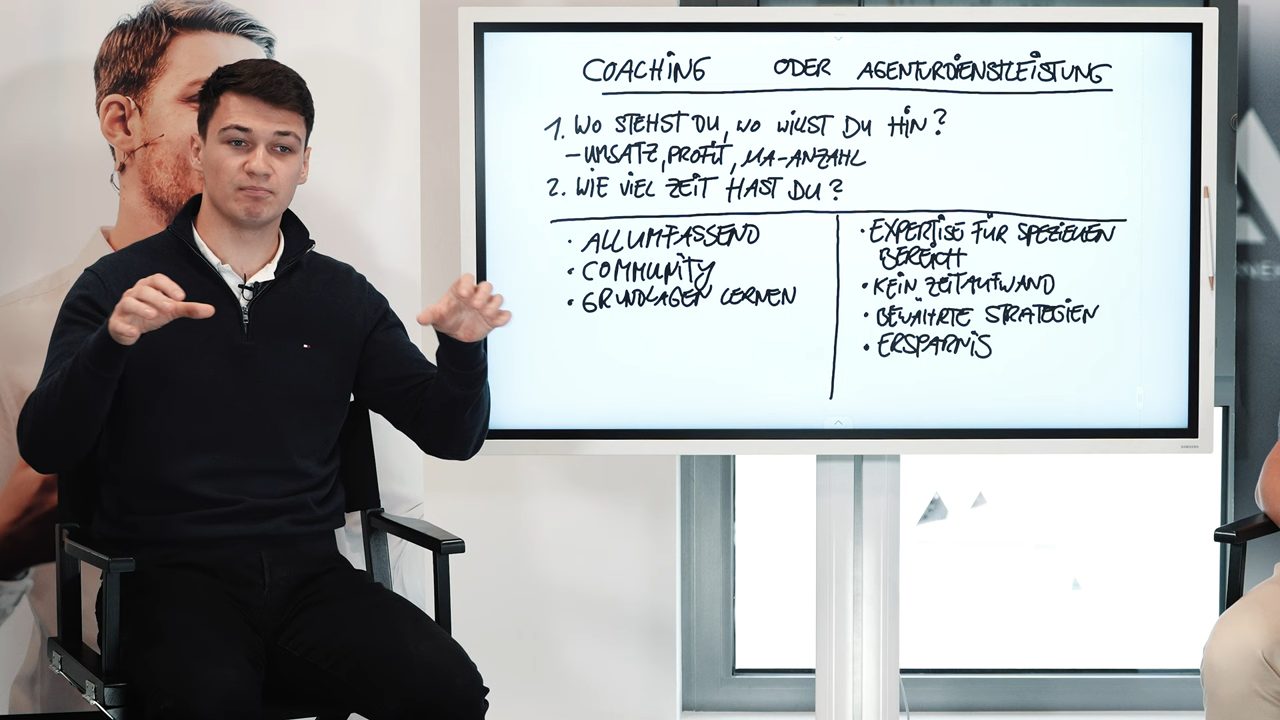 COACHING ODER AGENTURDIENSTLEISTUNG
1. WO STEHST DU, WO WILLST DU HIN?
- UMSATZ, PROFIT, MA-ANZAHL
2. WIE VIEL ZEIT HAST DU?
· ALLUMFASSEND
· COMMUNITY
· GRUNDLAGEN LERNEN
· EXPERTISE FÜR SPEZIELLEN
BEREICH
· KEIN ZEITAUFWAND
· BEWÄHRTE STRATEGIEN
· ERSPARNIS
SAMSUNG